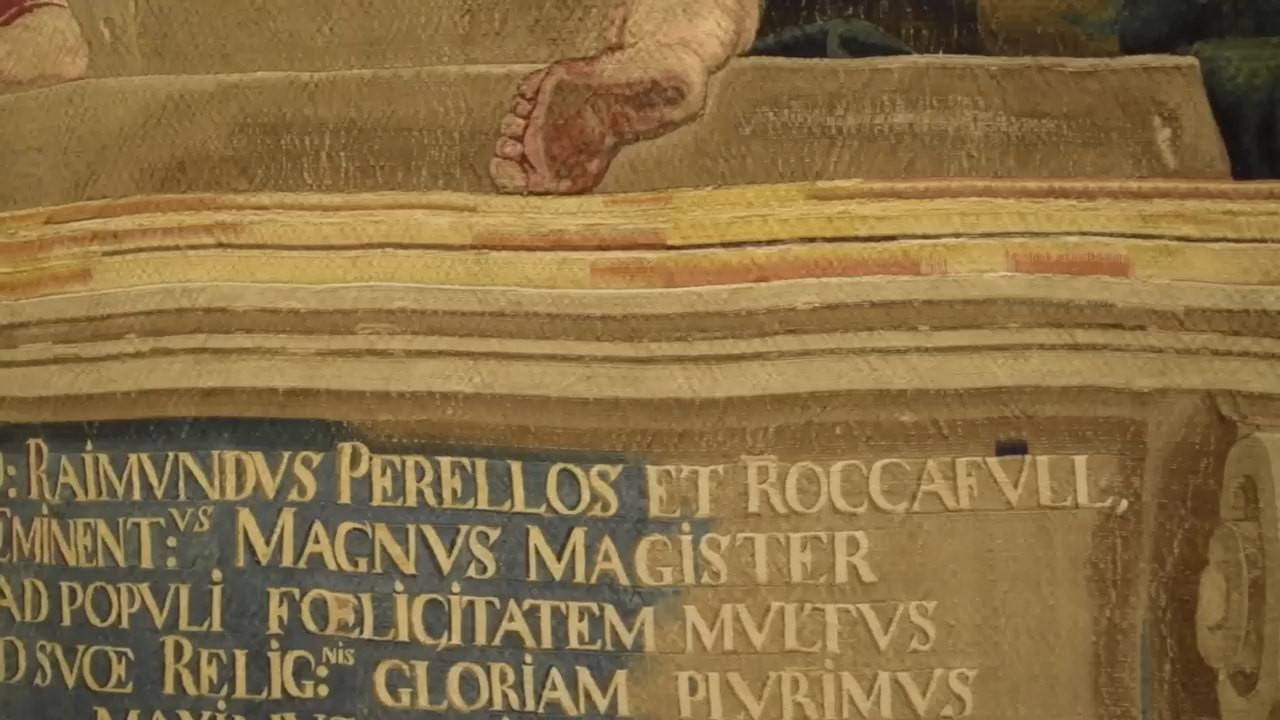 : RAiMVNDVS PERELLOS ET ROCCAFVLL,
EMiNENT:VS MAGNVS MAGiSTER
AD POPVLi FŒLiCiTATEM MVLTVS
D SVŒ RELiG:NiS GLORiAM PLVRiMVS